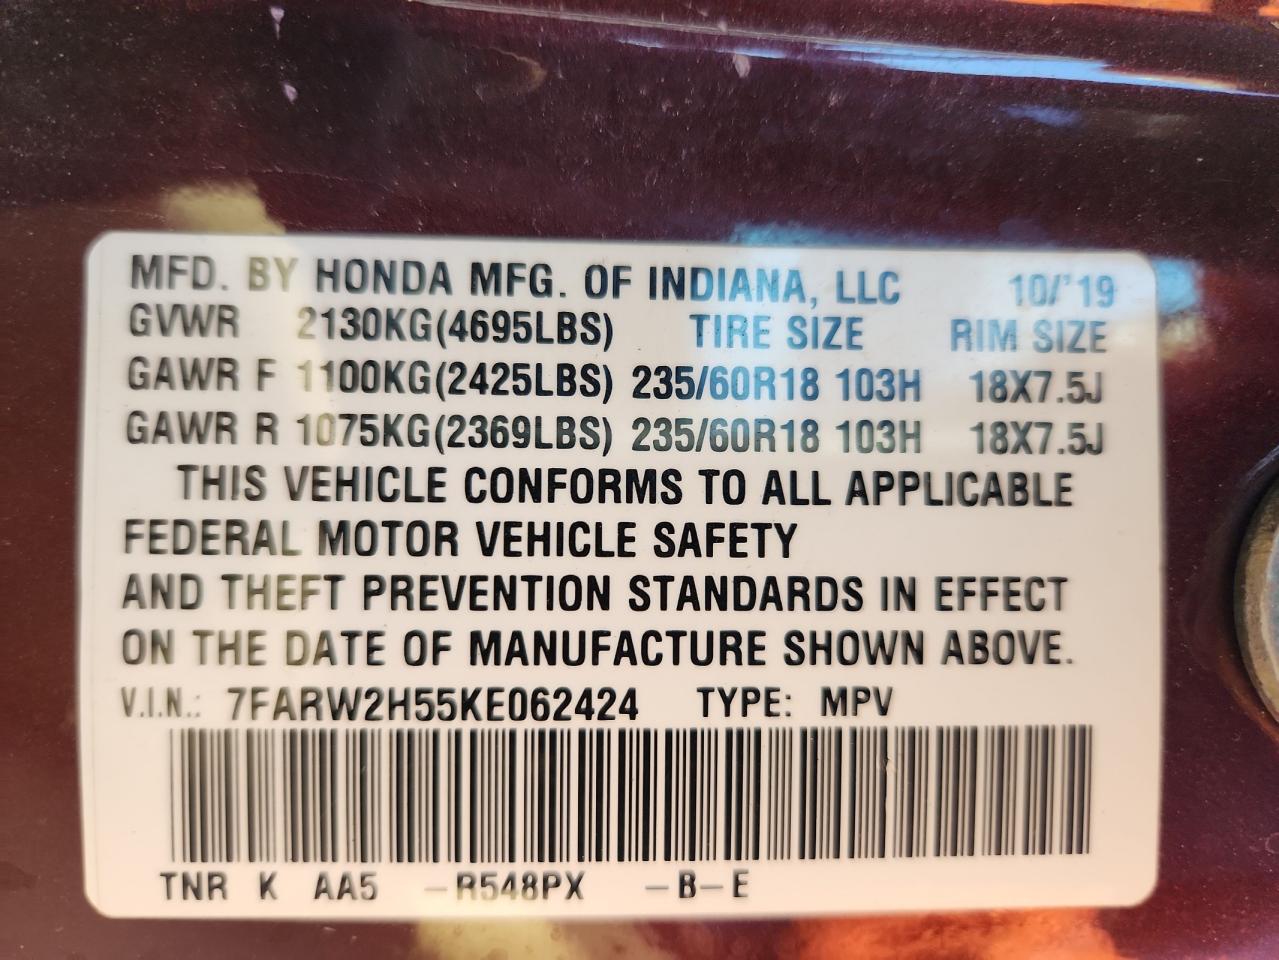 MFD. BY HONDA MFG. OF INDIANA, LLC 10/'19
GVWR 2130KG(4695LBS) TIRE SIZE RIM SIZE
GAWR F 1100KG(2425LBS) 235/60R18 103H 18X7.5J
GAWR R 1075KG(2369LBS) 235/60R18 103H 18X7.5J
THIS VEHICLE CONFORMS TO ALL APPLICABLE
FEDERAL MOTOR VEHICLE SAFETY
AND THEFT PREVENTION STANDARDS IN EFFECT
ON THE DATE OF MANUFACTURE SHOWN ABOVE.
V.I.N.: 7FARW2H55KE062424 TYPE: MPV
TNR K AA5 -R548PX -B-E